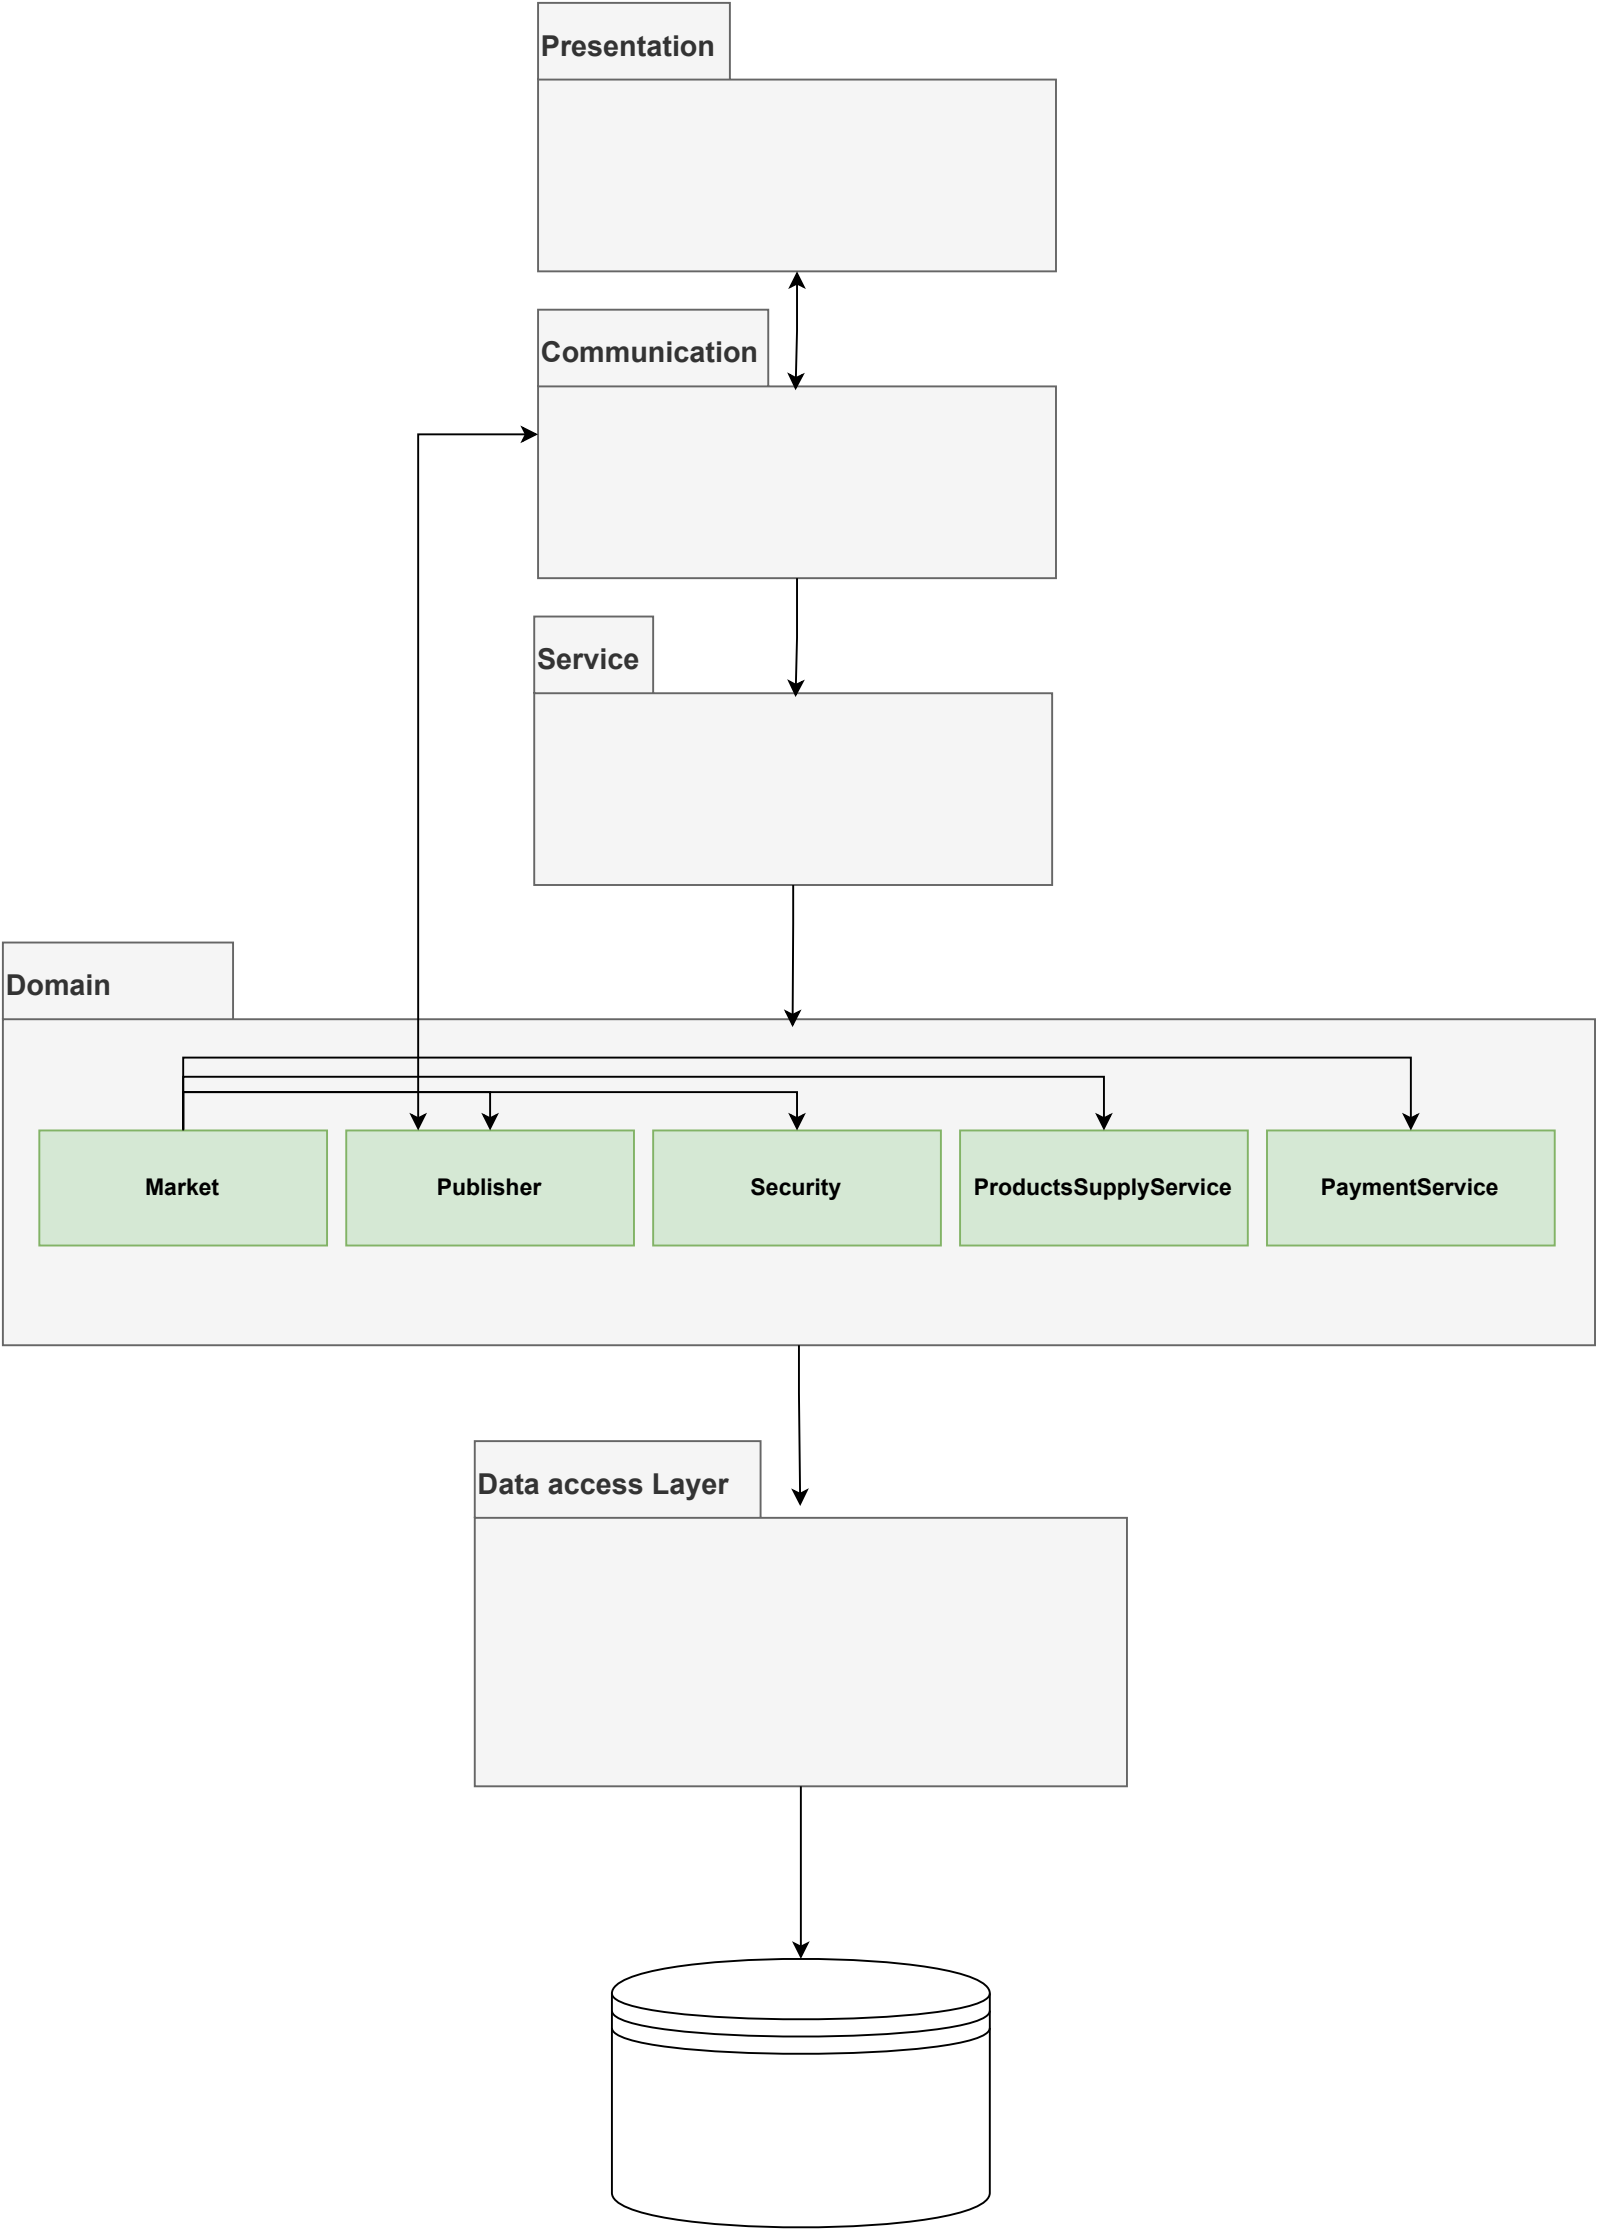 Presentation
Communication
Service
Domain
Market
Publisher
Security
ProductsSupplyService
PaymentService
Data access Layer